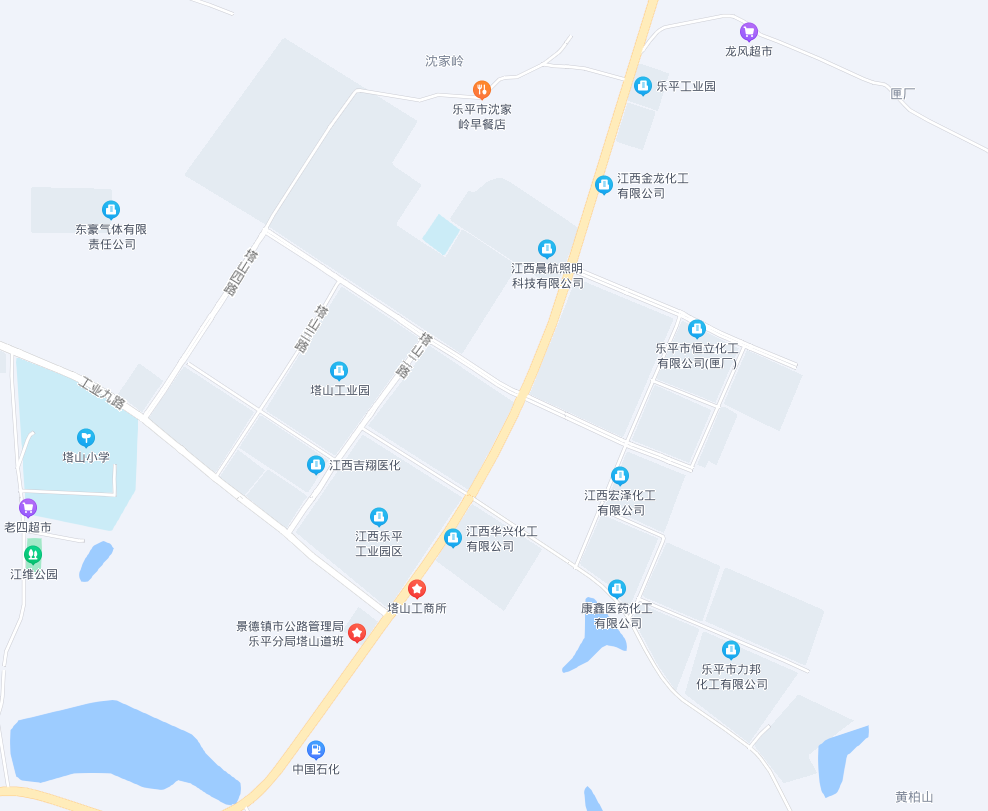 龙风超市
沈家岭
乐平工业园
匣厂
乐平市沈家
岭早餐店
江西金龙化工
有限公司
东豪气体有限
责任公司
江西晨航照明
科技有限公司
塔山四路
塔山三路
塔山二路
乐平市恒立化工
有限公司(匣厂)
塔山工业园
工业九路
塔山小学
江西吉翔医化
江西宏泽化工
有限公司
老四超市
江西乐平
工业园区
江西华兴化工
有限公司
江维公园
塔山工商所
康鑫医药化工
有限公司
景德镇市公路管理局
乐平分局塔山道班
乐平市力邦
化工有限公司
中国石化
黄柏山